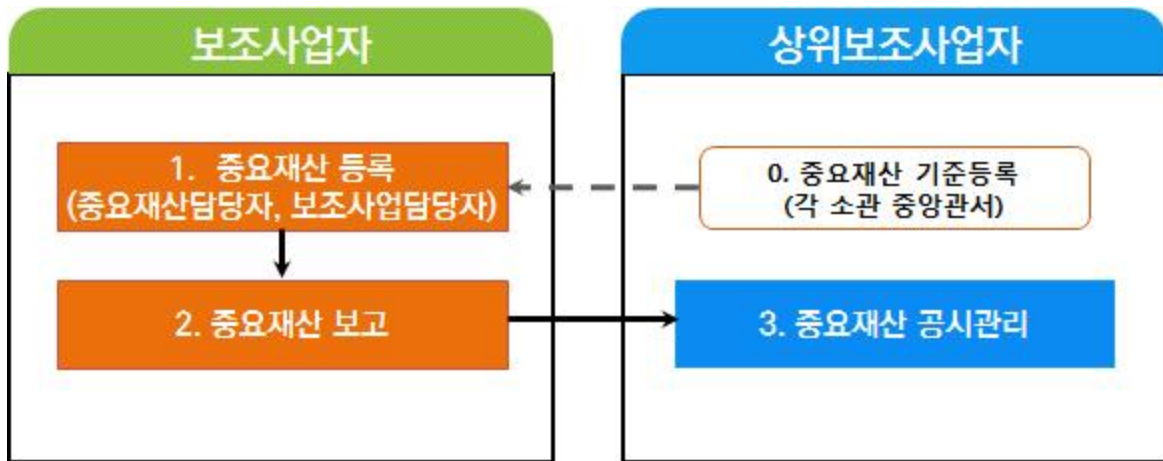 보조사업자
상위보조사업자
1. 중요재산 등록
(중요재산담당자, 보조사업담당자)
0. 중요재산 기준등록
(각 소관 중앙관서)
2. 중요재산 보고
3. 중요재산 공시관리